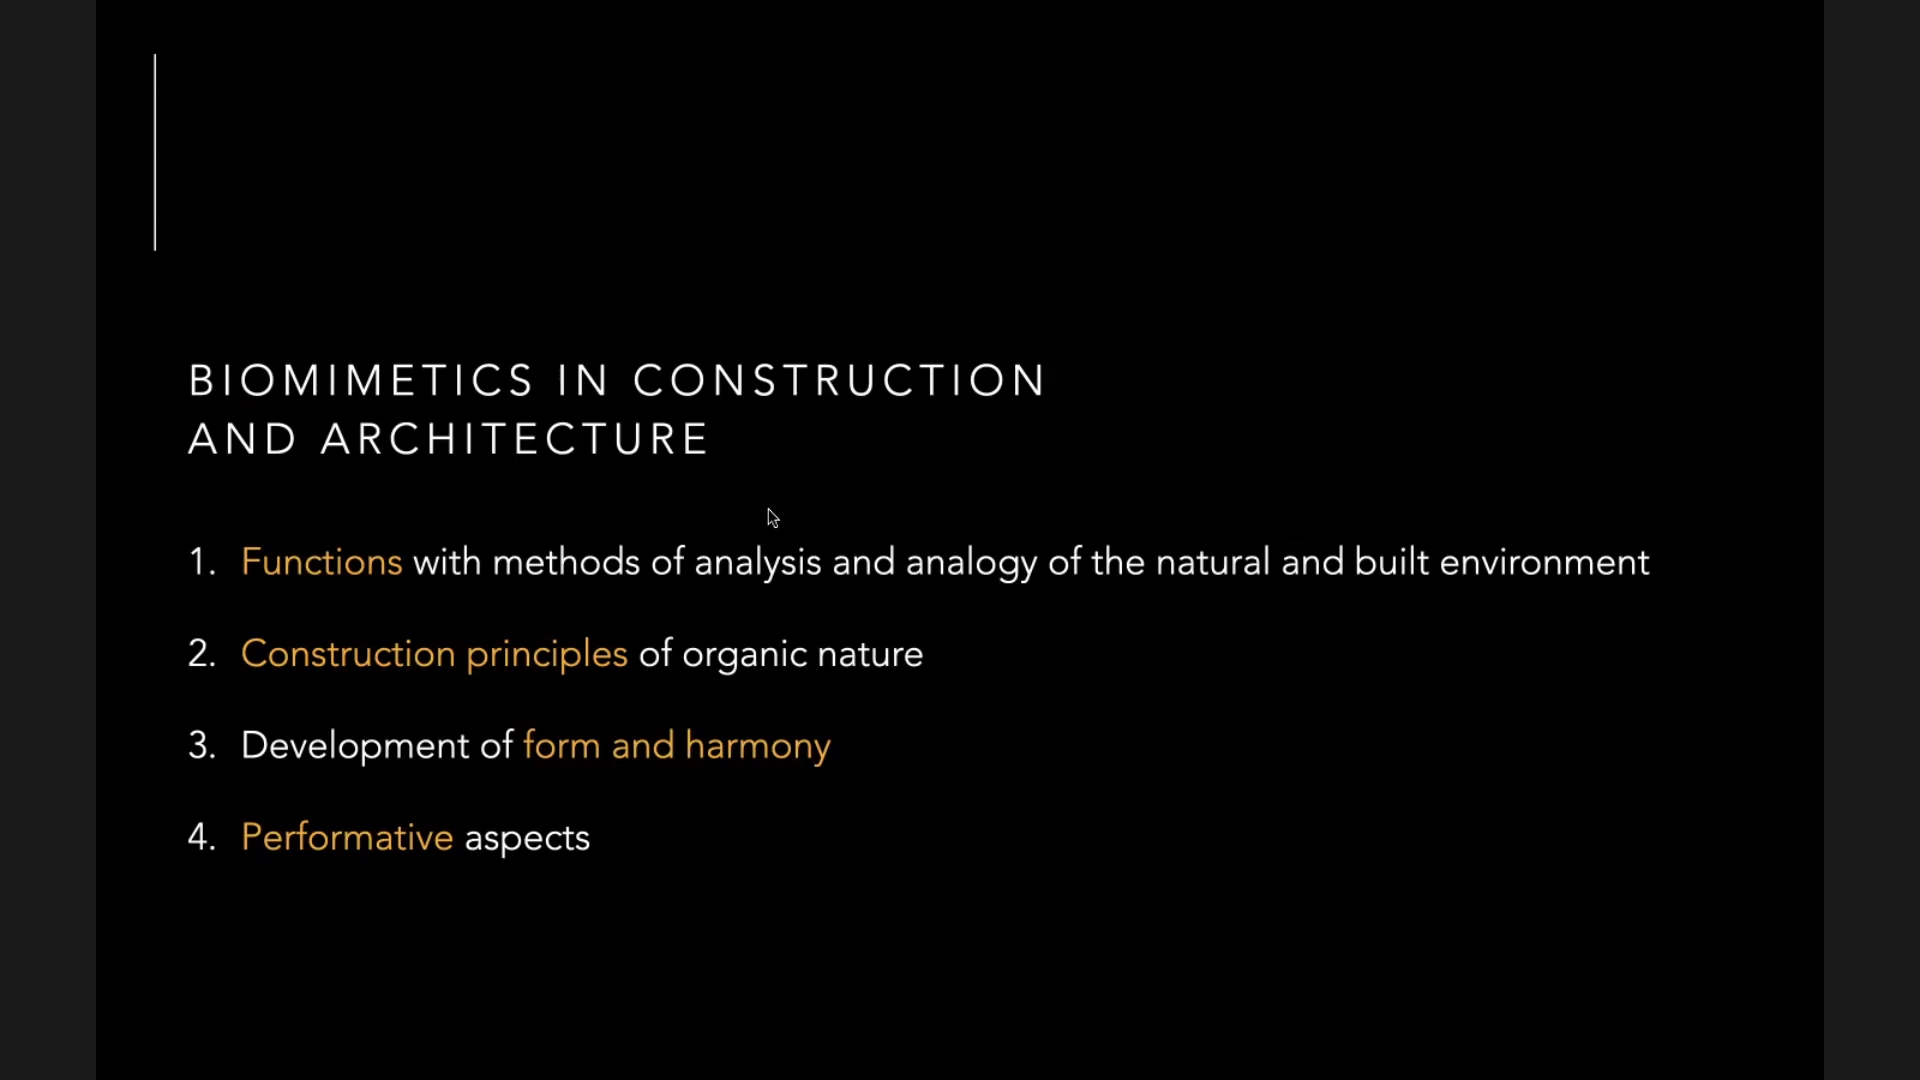 BIOMIMETICS IN CONSTRUCTION
AND ARCHITECTURE
1. Functions with methods of analysis and analogy of the natural and built environment
2. Construction principles of organic nature
3. Development of form and harmony
4. Performative aspects